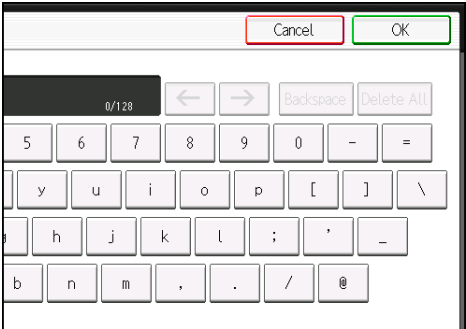 Cancel OK
0/128 ← → Backspace Delete All
5 6 7 8 9 0 - =
y u i o p [ ] \
h j k l ; ' _
b n m , . / @